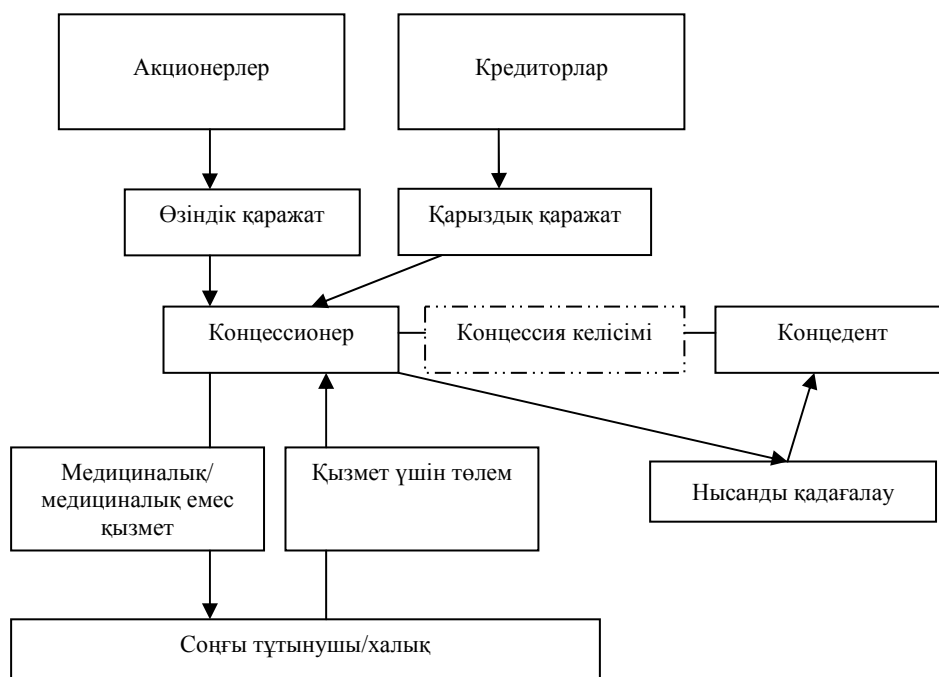 Акционерлер
Кредиторлар
Өзіндік қаражат
Қарыздық қаражат
Концессионер
Концессия келісімі
Концедент
Медициналық/
медициналық емес
қызмет
Қызмет үшін төлем
Нысанды қадағалау
Соңғы тұтынушы/халық